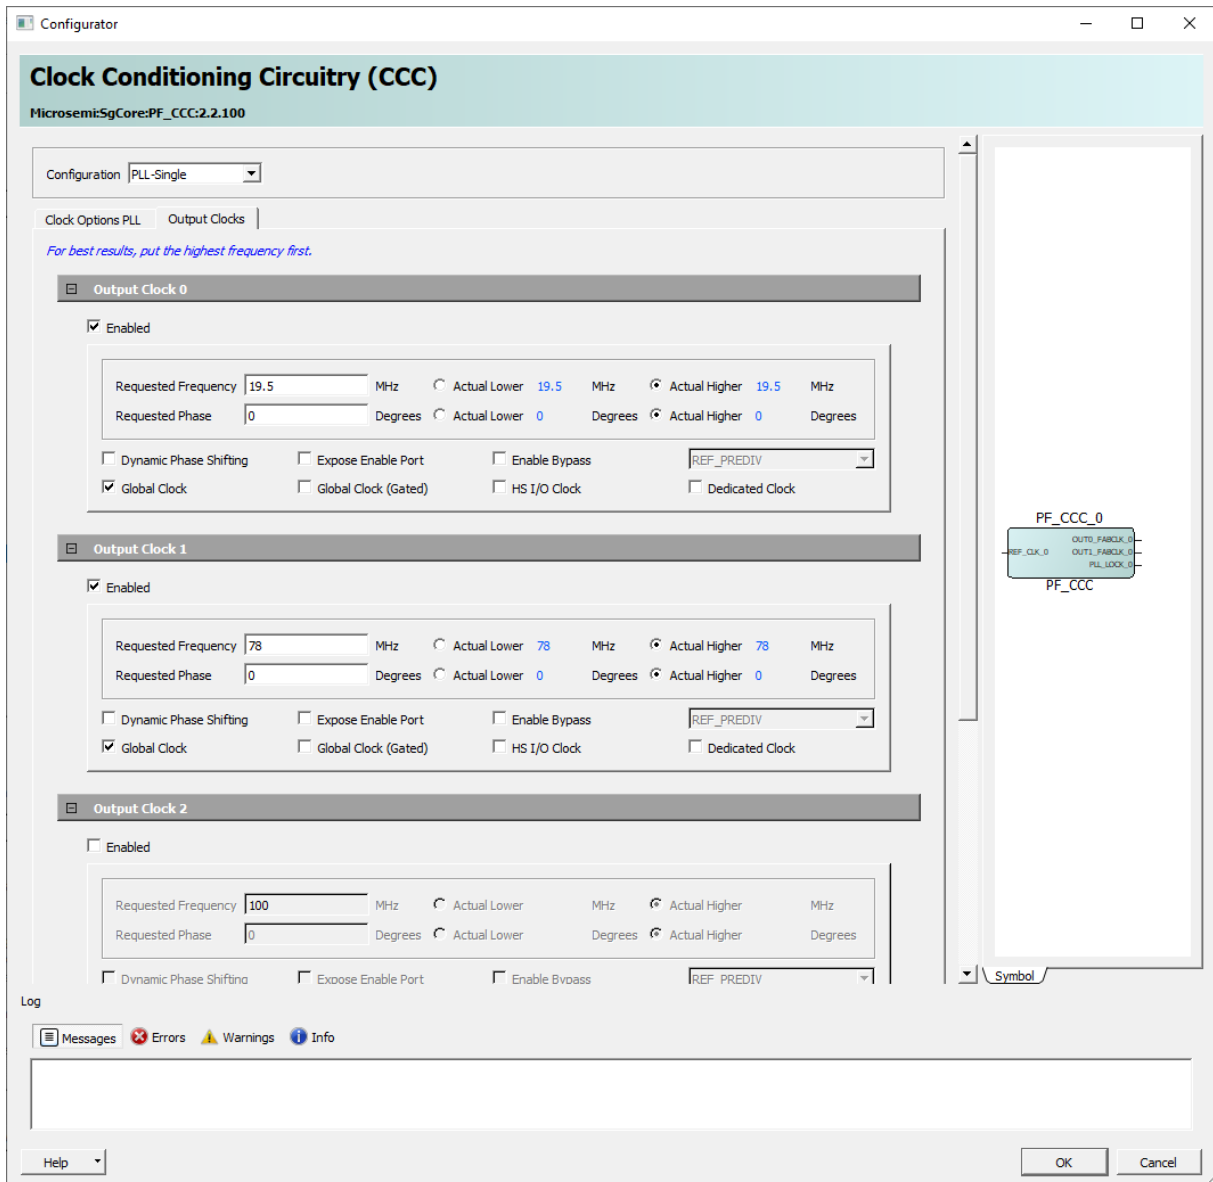 Configurator
Clock Conditioning Circuitry (CCC)
Microsemi:SgCore:PF_CCC:2.2.100
Configuration PLL-Single
Clock Options PLL Output Clocks
For best results, put the highest frequency first.
Output Clock 0
Enabled
Requested Frequency 19.5 MHz Actual Lower 19.5 MHz Actual Higher 19.5 MHz
Requested Phase 0 Degrees Actual Lower 0 Degrees Actual Higher 0 Degrees
Dynamic Phase Shifting Expose Enable Port Enable Bypass REF_PREDIV
Global Clock Global Clock (Gated) HS I/O Clock Dedicated Clock
Output Clock 1
Enabled
Requested Frequency 78 MHz Actual Lower 78 MHz Actual Higher 78 MHz
Requested Phase 0 Degrees Actual Lower 0 Degrees Actual Higher 0 Degrees
Dynamic Phase Shifting Expose Enable Port Enable Bypass REF_PREDIV
Global Clock Global Clock (Gated) HS I/O Clock Dedicated Clock
Output Clock 2
Enabled
Requested Frequency 100 MHz Actual Lower MHz Actual Higher MHz
Requested Phase 0 Degrees Actual Lower Degrees Actual Higher Degrees
Dynamic Phase Shifting Expose Enable Port Enable Bypass REF_PREDIV
PF_CCC_0
OUT0_FABCLK_0
REF_CLK_0 OUT1_FABCLK_0
PLL_LOCK_0
PF_CCC
Symbol
Log
Messages Errors Warnings Info
Help OK Cancel